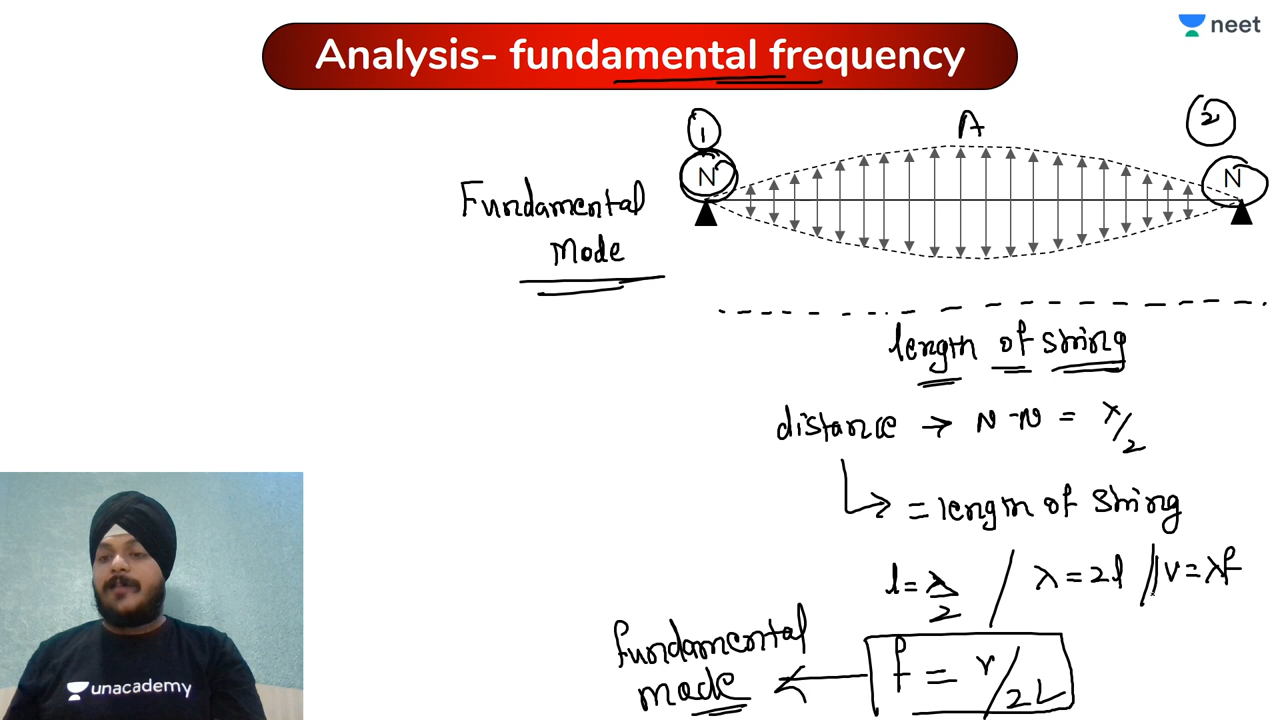 neet
Analysis- fundamental frequency
1
2
A
N
N
Fundamental
Mode
length of string
distance → N-N = λ/2
= length of string
l = λ/2 / λ = 2l // v = λf
fundamental
mode
f = v/2L
unacademy